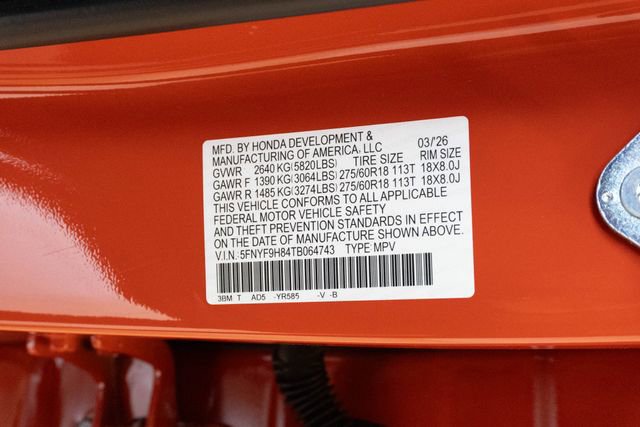 MFD. BY HONDA DEVELOPMENT & 03/'26
MANUFACTURING OF AMERICA, LLC
GVWR 2640 KG(5820LBS) TIRE SIZE RIM SIZE
GAWR F 1390 KG(3064LBS) 275/60R18 113T 18X8.0J
GAWR R 1485 KG(3274LBS) 275/60R18 113T 18X8.0J
THIS VEHICLE CONFORMS TO ALL APPLICABLE
FEDERAL MOTOR VEHICLE SAFETY
AND THEFT PREVENTION STANDARDS IN EFFECT
ON THE DATE OF MANUFACTURE SHOWN ABOVE.
V.I.N. 5FNYF9H84TB064743 TYPE MPV
3BM T AD5 -YR585 -V -B